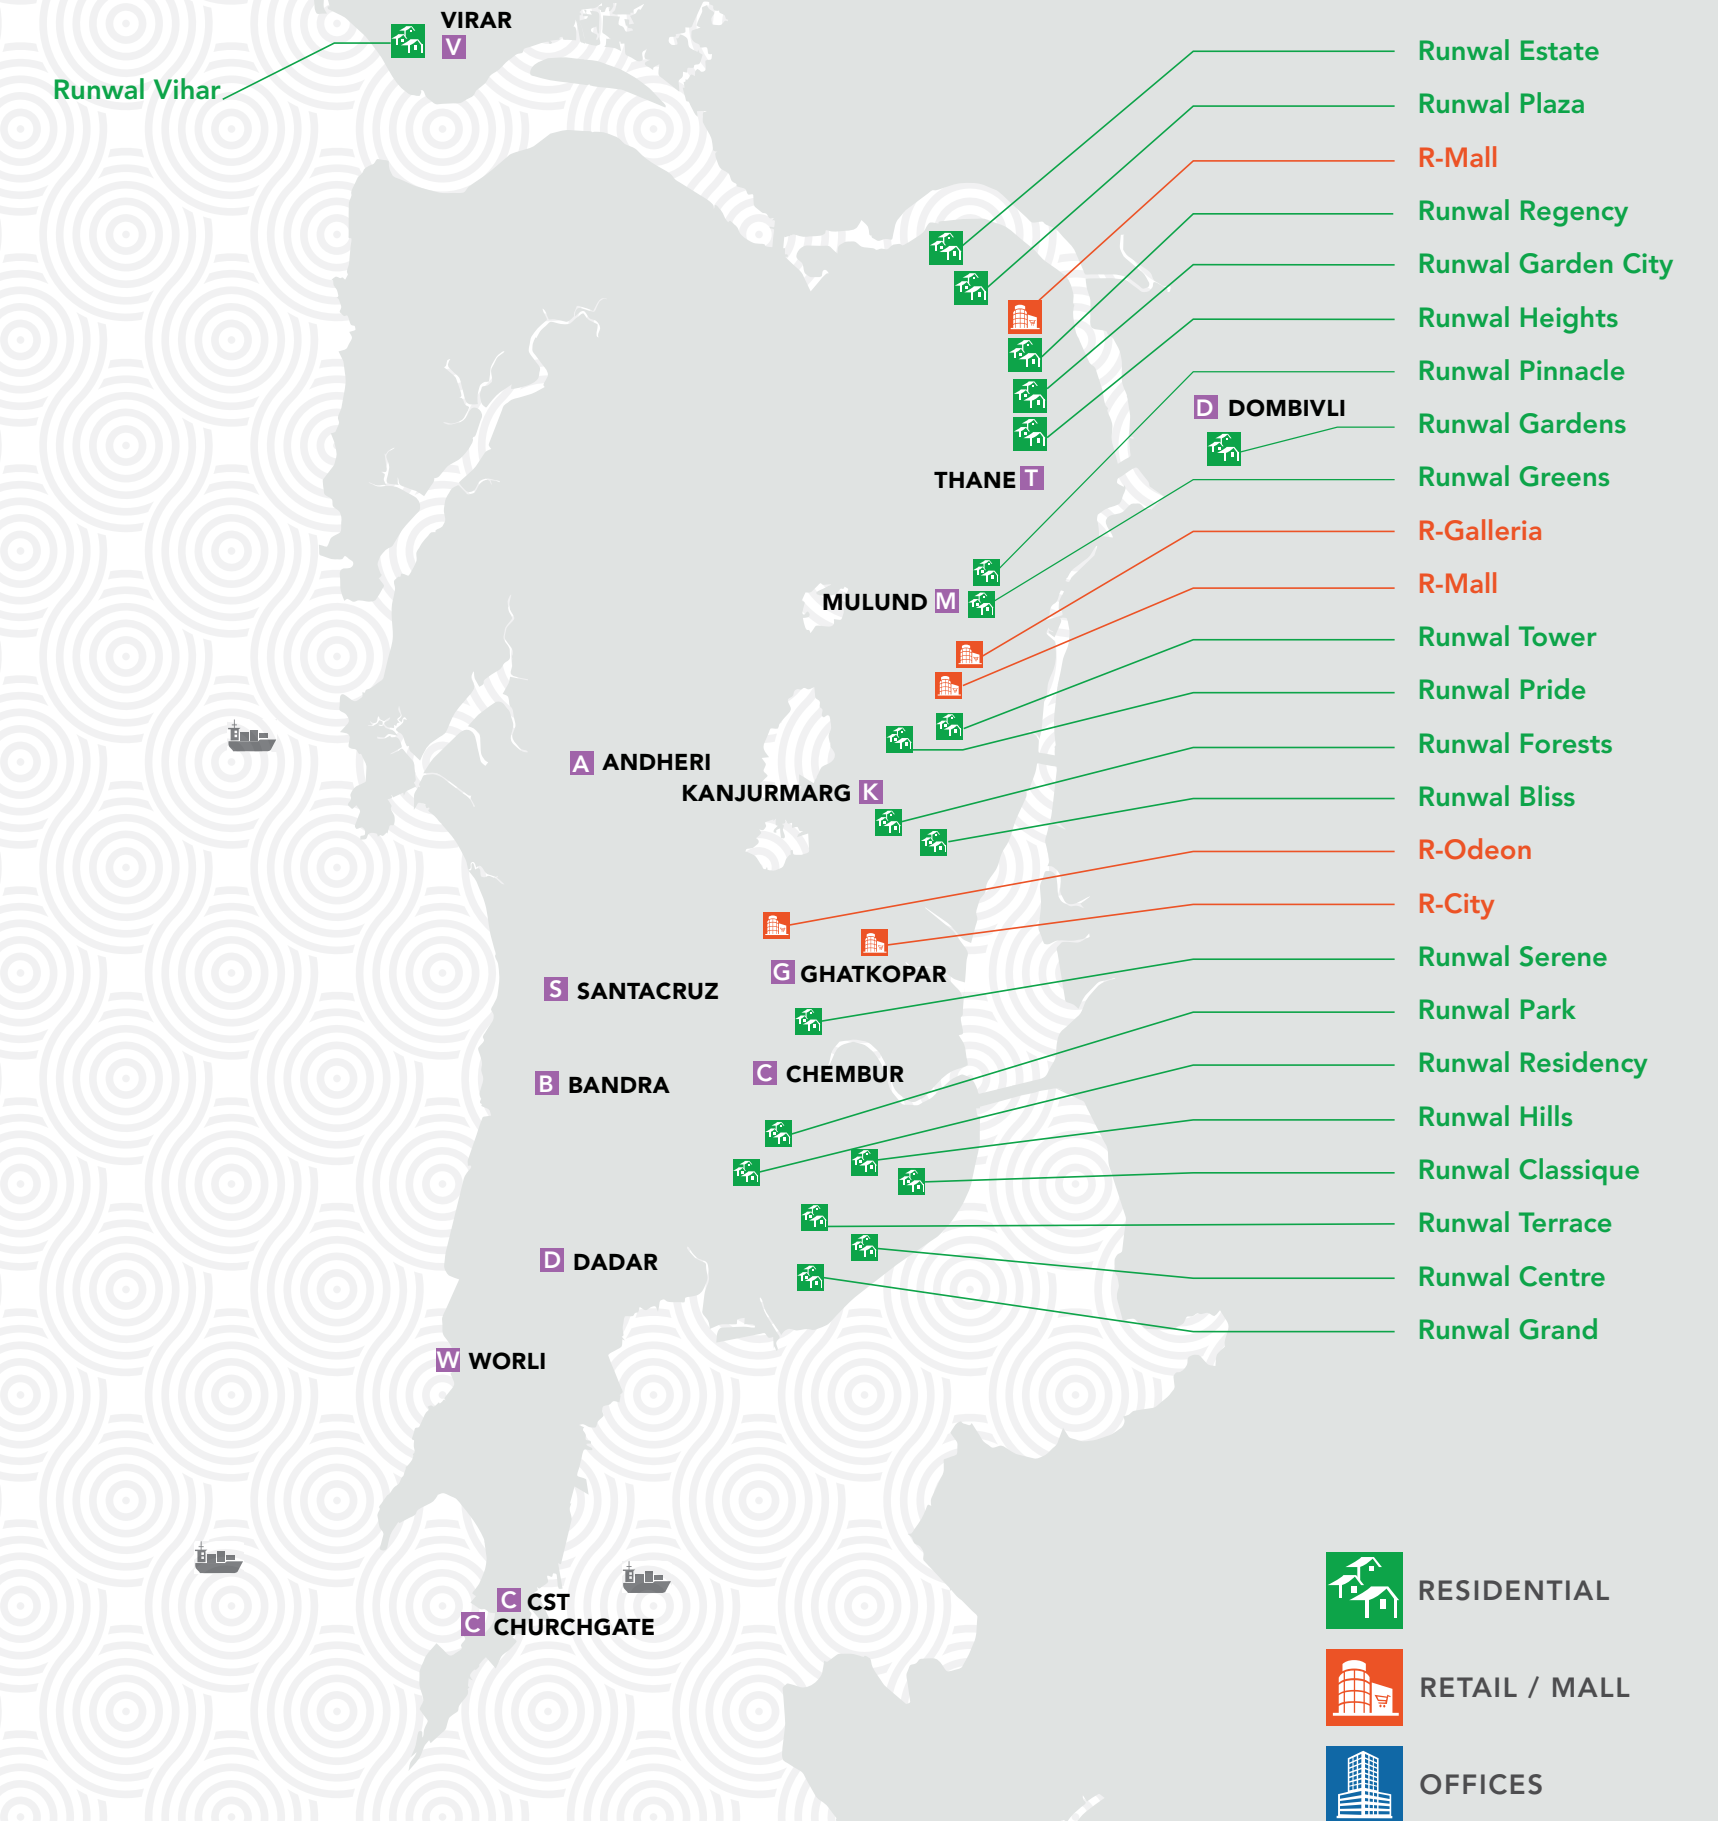 VIRAR
V
Runwal Vihar
Runwal Estate
Runwal Plaza
R-Mall
Runwal Regency
Runwal Garden City
Runwal Heights
Runwal Pinnacle
D DOMBIVLI
Runwal Gardens
THANE T
Runwal Greens
R-Galleria
R-Mall
MULUND M
Runwal Tower
Runwal Pride
Runwal Forests
A ANDHERI
KANJURMARG K
Runwal Bliss
R-Odeon
R-City
G GHATKOPAR
Runwal Serene
S SANTACRUZ
Runwal Park
Runwal Residency
C CHEMBUR
B BANDRA
Runwal Hills
Runwal Classique
Runwal Terrace
D DADAR
Runwal Centre
Runwal Grand
W WORLI
C CST
C CHURCHGATE
RESIDENTIAL
RETAIL / MALL
OFFICES